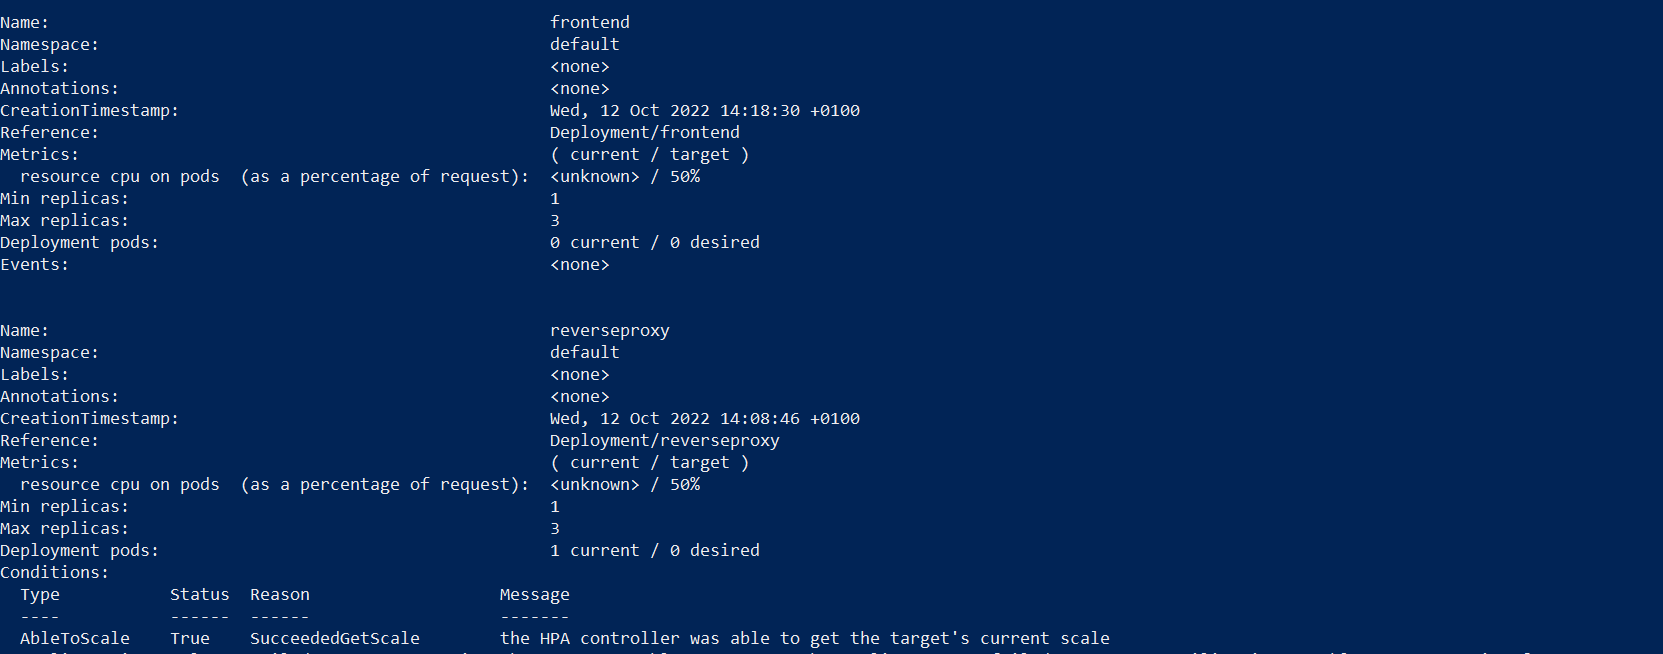 Name: frontend
Namespace: default
Labels: <none>
Annotations: <none>
CreationTimestamp: Wed, 12 Oct 2022 14:18:30 +0100
Reference: Deployment/frontend
Metrics: ( current / target )
resource cpu on pods (as a percentage of request): <unknown> / 50%
Min replicas: 1
Max replicas: 3
Deployment pods: 0 current / 0 desired
Events: <none>
Name: reverseproxy
Namespace: default
Labels: <none>
Annotations: <none>
CreationTimestamp: Wed, 12 Oct 2022 14:08:46 +0100
Reference: Deployment/reverseproxy
Metrics: ( current / target )
resource cpu on pods (as a percentage of request): <unknown> / 50%
Min replicas: 1
Max replicas: 3
Deployment pods: 1 current / 0 desired
Conditions:
Type Status Reason Message
---- ------ ------ -------
AbleToScale True SucceededGetScale the HPA controller was able to get the target's current scale